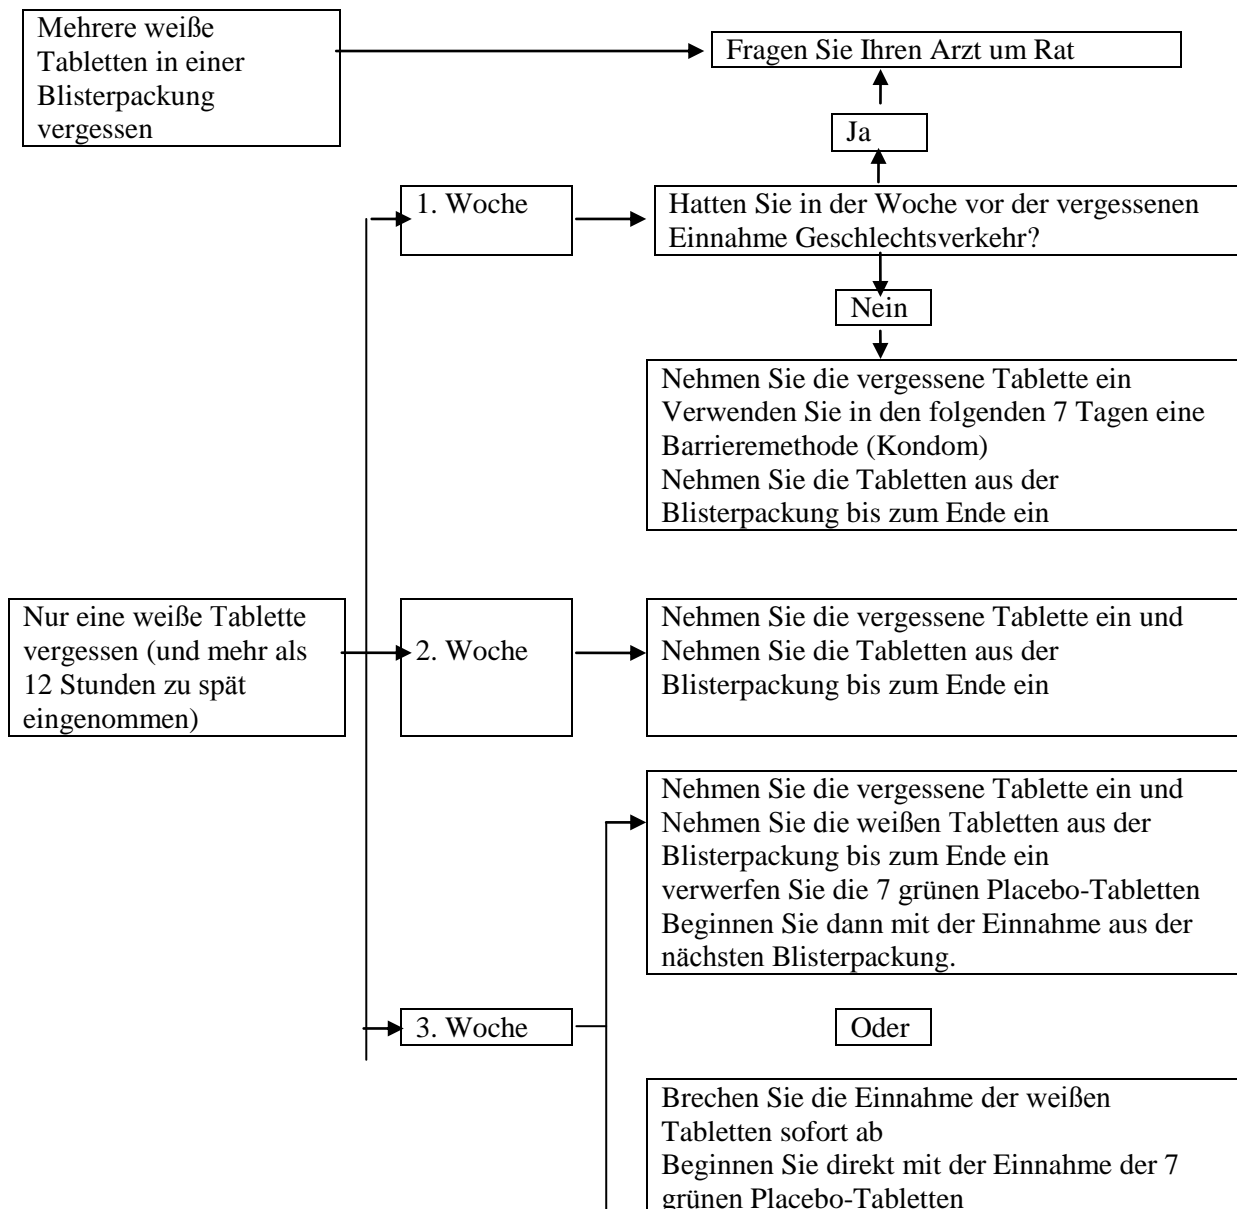 Mehrere weiße
Tabletten in einer
Blisterpackung
vergessen
Fragen Sie Ihren Arzt um Rat
Ja
1. Woche
Hatten Sie in der Woche vor der vergessenen
Einnahme Geschlechtsverkehr?
Nein
Nehmen Sie die vergessene Tablette ein
Verwenden Sie in den folgenden 7 Tagen eine
Barrieremethode (Kondom)
Nehmen Sie die Tabletten aus der
Blisterpackung bis zum Ende ein
Nur eine weiße Tablette
vergessen (und mehr als
12 Stunden zu spät
eingenommen)
2. Woche
Nehmen Sie die vergessene Tablette ein und
Nehmen Sie die Tabletten aus der
Blisterpackung bis zum Ende ein
Nehmen Sie die vergessene Tablette ein und
Nehmen Sie die weißen Tabletten aus der
Blisterpackung bis zum Ende ein
verwerfen Sie die 7 grünen Placebo-Tabletten
Beginnen Sie dann mit der Einnahme aus der
nächsten Blisterpackung.
3. Woche
Oder
Brechen Sie die Einnahme der weißen
Tabletten sofort ab
Beginnen Sie direkt mit der Einnahme der 7
grünen Placebo-Tabletten